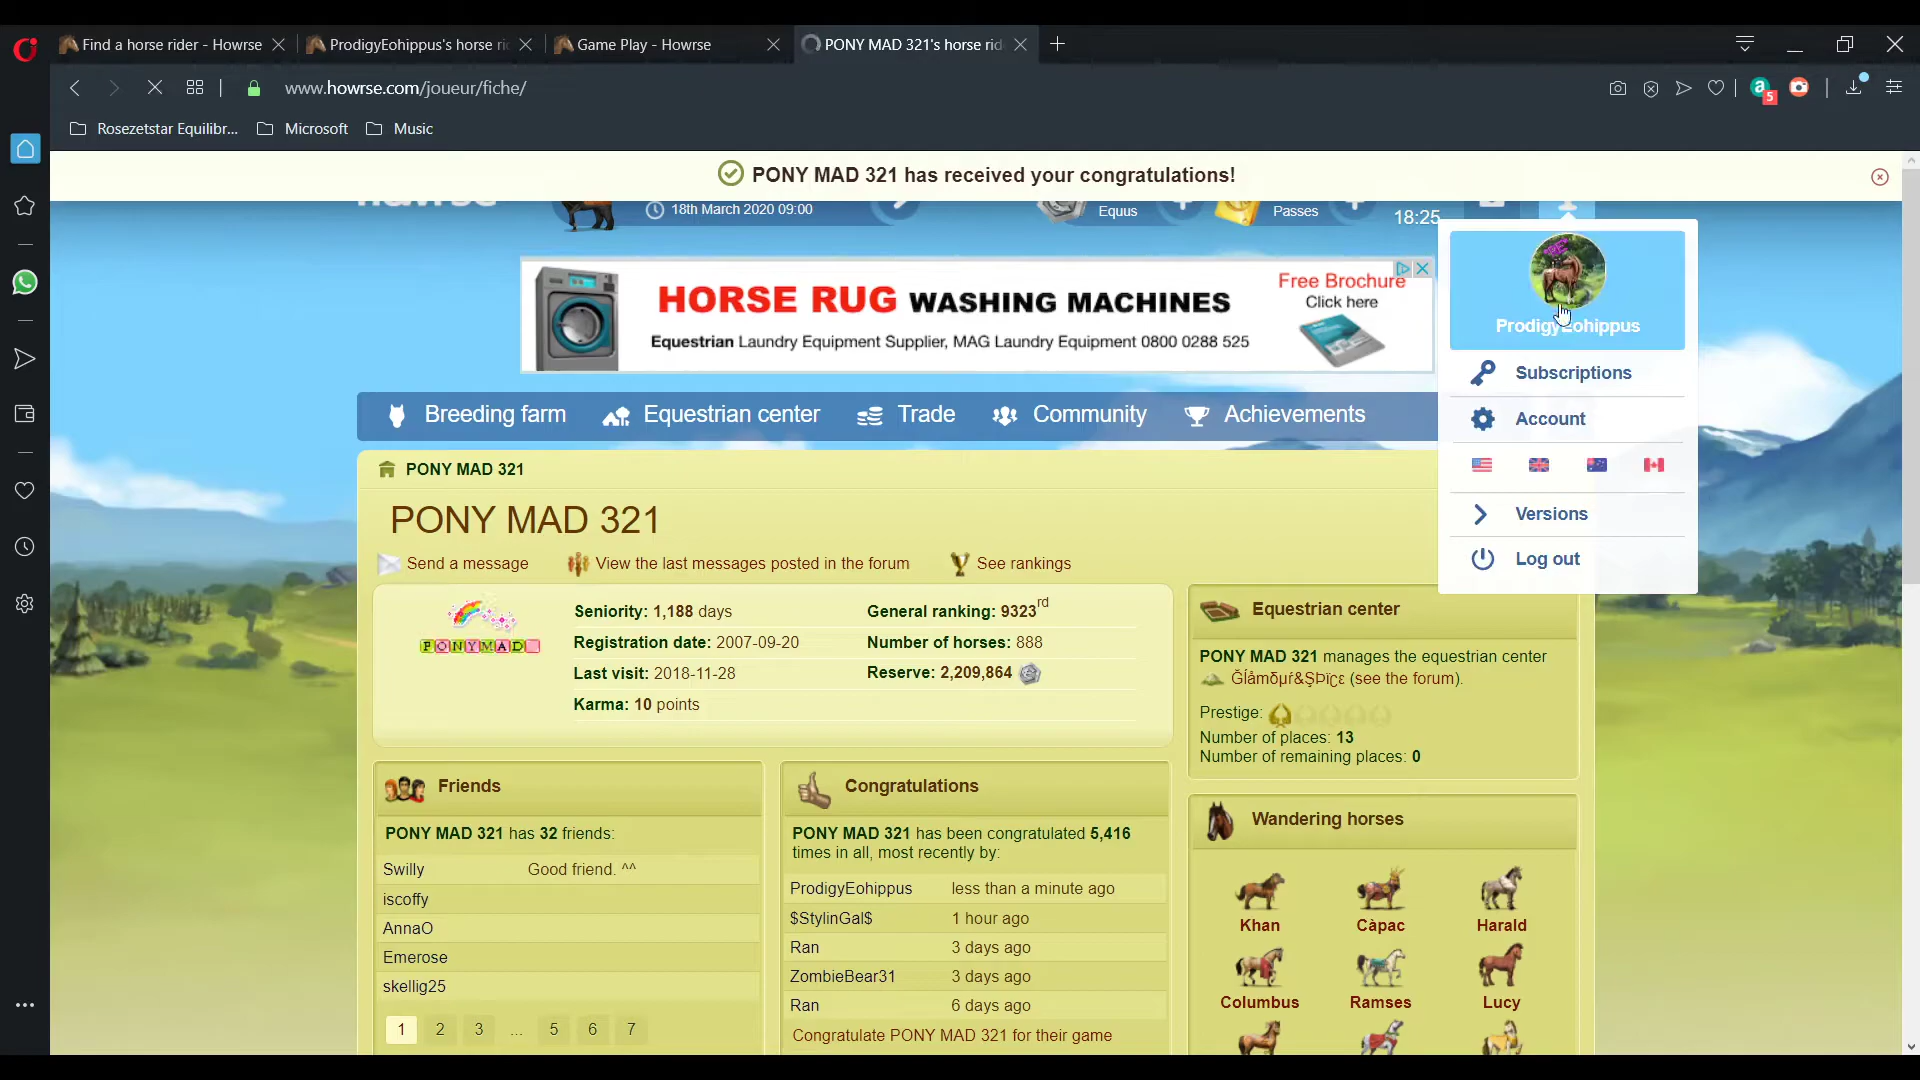 Find a horse rider - Howrse
ProdigyEohippus's horse ri
Game Play - Howrse
PONY MAD 321's horse rid
www.howrse.com/joueur/fiche/
a
5
Rosezetstar Equilibr...
Microsoft
Music
PONY MAD 321 has received your congratulations!
howrse
18th March 2020 09:00
Equus
Passes
18:25
HORSE RUG WASHING MACHINES
Equestrian Laundry Equipment Supplier, MAG Laundry Equipment 0800 0288 525
Free Brochure
Click here
ProdigyEohippus
Subscriptions
Account
Versions
Log out
Breeding farm
Equestrian center
Trade
Community
Achievements
PONY MAD 321
PONY MAD 321
Send a message
View the last messages posted in the forum
See rankings
PONYMAD
Seniority: 1,188 days
General ranking: 9323rd
Registration date: 2007-09-20
Number of horses: 888
Last visit: 2018-11-28
Reserve: 2,209,864
Karma: 10 points
Equestrian center
PONY MAD 321 manages the equestrian center
(see the forum).
Prestige:
Number of places: 13
Number of remaining places: 0
Friends
PONY MAD 321 has 32 friends:
Swilly Good friend. ^^
iscoffy
AnnaO
Emerose
skellig25
1 2 3 ... 5 6 7
Congratulations
PONY MAD 321 has been congratulated 5,416
times in all, most recently by:
ProdigyEohippus less than a minute ago
$StylinGal$ 1 hour ago
Ran 3 days ago
ZombieBear31 3 days ago
Ran 6 days ago
Congratulate PONY MAD 321 for their game
Wandering horses
Khan
Càpac
Harald
Columbus
Ramses
Lucy